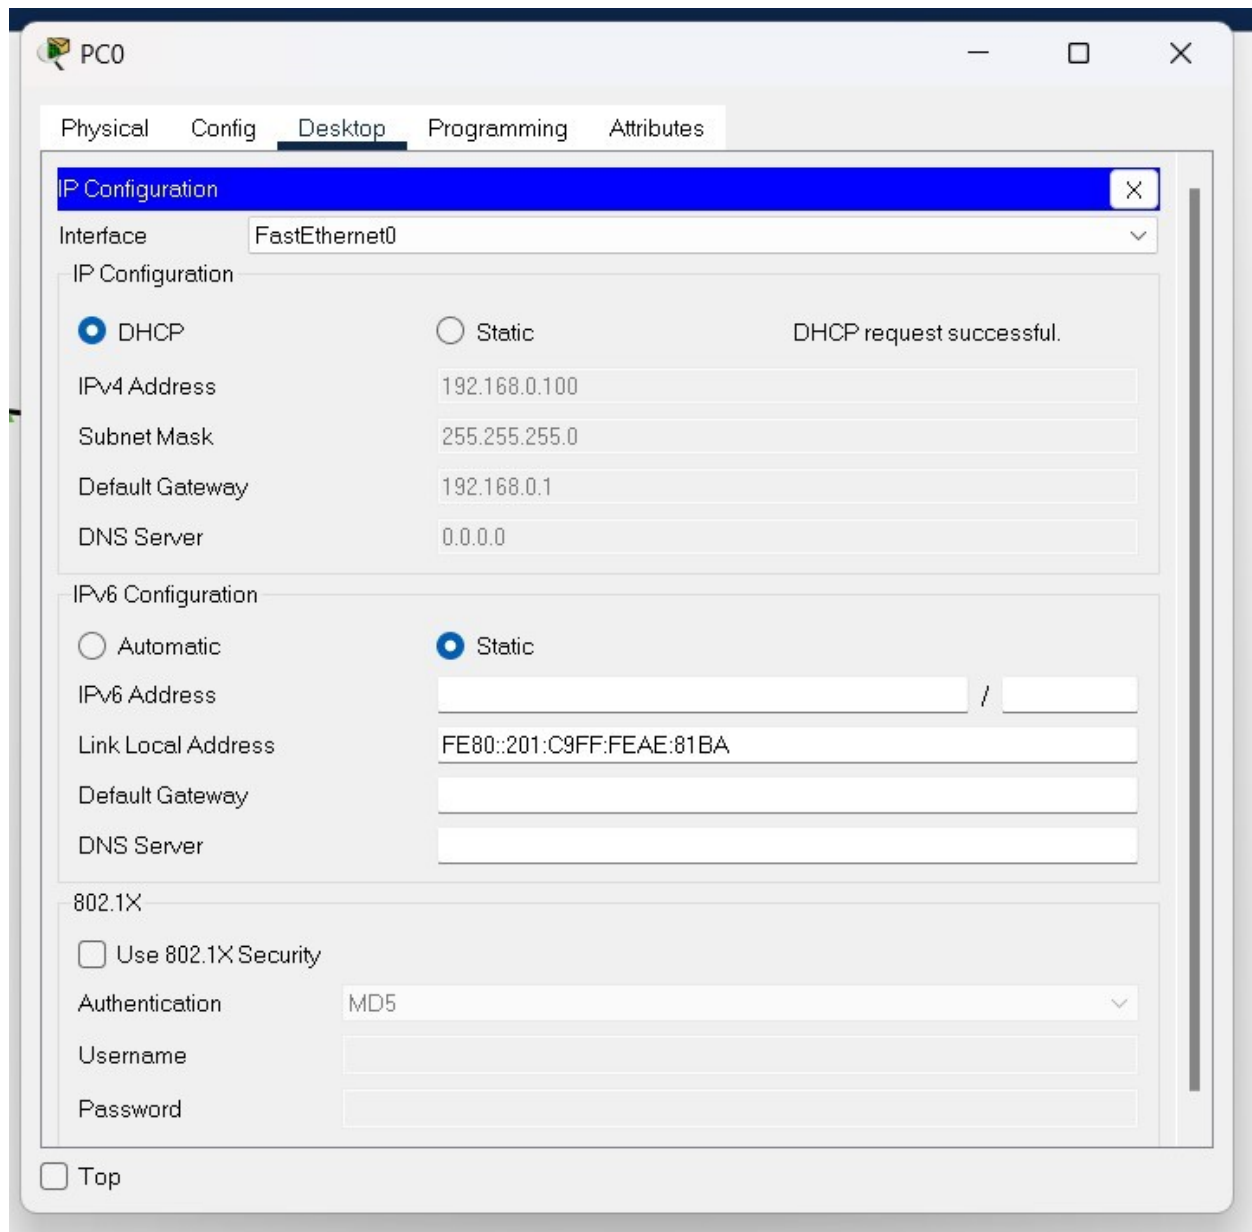 PC0
Physical Config Desktop Programming Attributes
IP Configuration X
Interface FastEthernet0
IP Configuration
DHCP Static DHCP request successful.
IPv4 Address 192.168.0.100
Subnet Mask 255.255.255.0
Default Gateway 192.168.0.1
DNS Server 0.0.0.0
IPv6 Configuration
Automatic Static
IPv6 Address /
Link Local Address FE80::201:C9FF:FEAE:81BA
Default Gateway
DNS Server
802.1X
Use 802.1X Security
Authentication MD5
Username
Password
Top